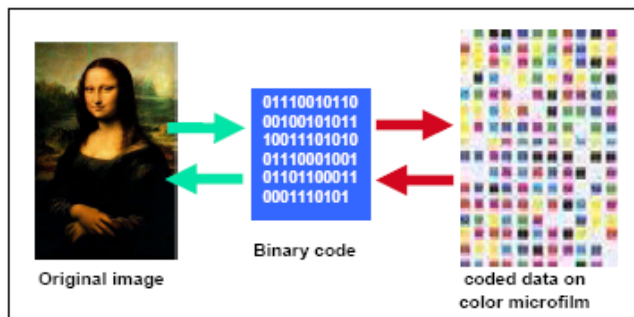 01110010110
00100101011
10011101010
01110001001
01101100011
0001110101
Original image
Binary code
coded data on
color microfilm